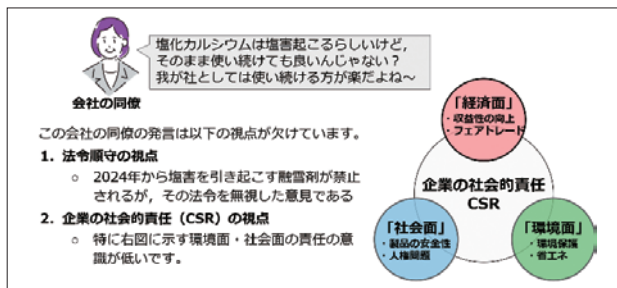 塩化カルシウムは塩害起こるらしいけど，
そのまま使い続けても良いんじゃない？
我が社としては使い続ける方が楽だよね〜
会社の同僚
この会社の同僚の発言は以下の視点が欠けています。
1. 法令順守の視点
○ 2024年から塩害を引き起こす融雪剤が禁止
されるが，その法令を無視した意見である
2. 企業の社会的責任（CSR）の視点
○ 特に右図に示す環境面・社会面の責任の意
識が低いです。
「経済面」
・収益性の向上
・フェアトレード
企業の社会的責任
CSR
「社会面」
・製品の安全性
・人権問題
「環境面」
・環境保護
・省エネ